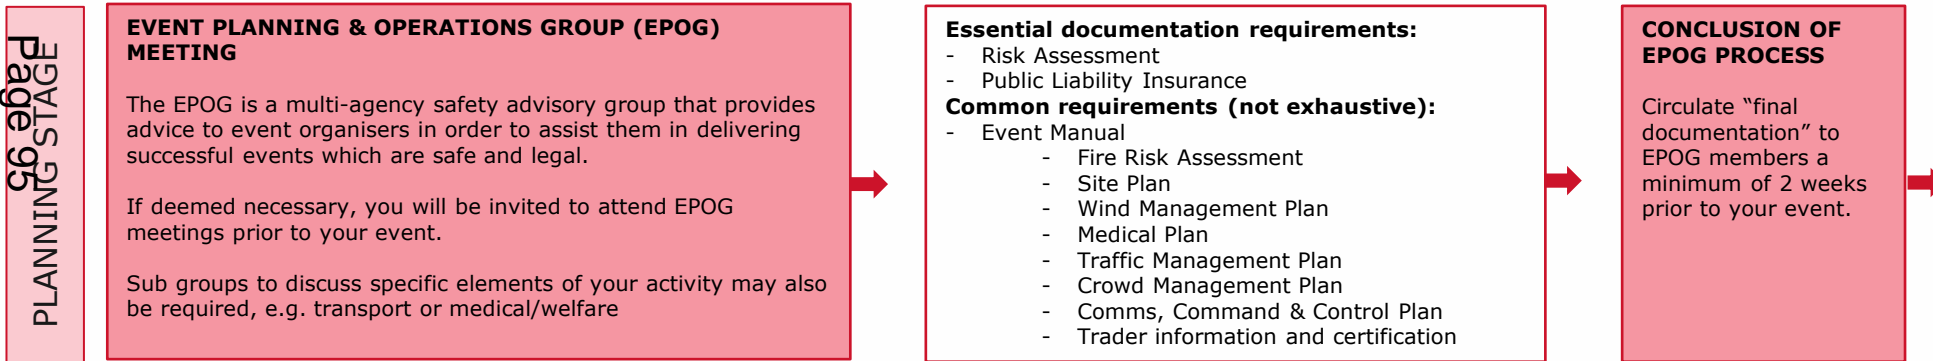 Page 95
PLANNING STAGE
EVENT PLANNING & OPERATIONS GROUP (EPOG)
MEETING
The EPOG is a multi-agency safety advisory group that provides
advice to event organisers in order to assist them in delivering
successful events which are safe and legal.
If deemed necessary, you will be invited to attend EPOG
meetings prior to your event.
Sub groups to discuss specific elements of your activity may also
be required, e.g. transport or medical/welfare
Essential documentation requirements:
- Risk Assessment
- Public Liability Insurance
Common requirements (not exhaustive):
- Event Manual
- Fire Risk Assessment
- Site Plan
- Wind Management Plan
- Medical Plan
- Traffic Management Plan
- Crowd Management Plan
- Comms, Command & Control Plan
- Trader information and certification
CONCLUSION OF
EPOG PROCESS
Circulate “final
documentation” to
EPOG members a
minimum of 2 weeks
prior to your event.